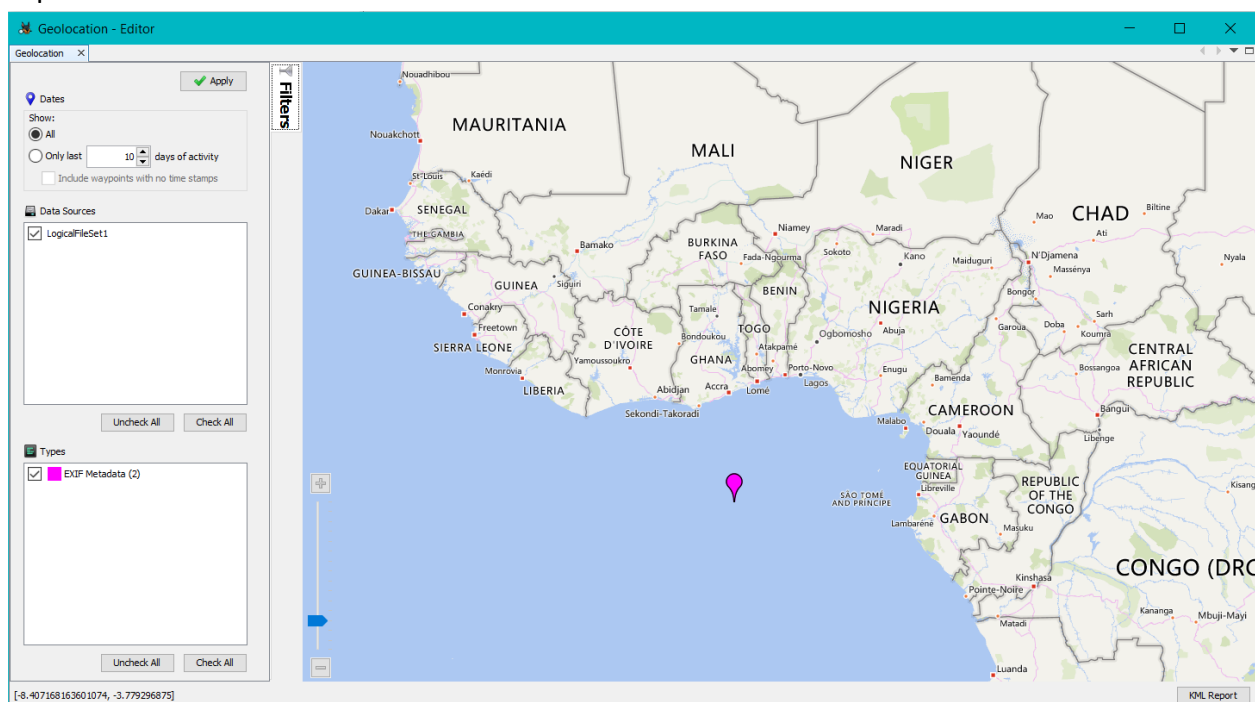 Geolocation - Editor
Geolocation X
Apply
Filters
Dates
Show:
All
Only last 10 days of activity
Include waypoints with no time stamps
Data Sources
LogicalFileSet1
Uncheck All Check All
Types
EXIF Metadata (2)
Uncheck All Check All
[-8.407168163601074, -3.779296875]
KML Report
Nouadhibou
MAURITANIA
Nouakchott
MALI
NIGER
St-Louis
Kaédi
Dakar
SENEGAL
CHAD
Biltine
Mao
Ati
THE GAMBIA
Niamey
Maradi
Bamako
BURKINA
FASO
Fada-Ngourma
Sokoto
Kano
Maiduguri
N'Djamena
Massénya
Nyala
GUINEA-BISSAU
GUINEA
Siguiri
BENIN
Bongor
Conakry
Tamale
NIGERIA
Sarh
Freetown
CÔTE
D'IVOIRE
Bondoukou
TOGO
Ogbomosho
Abuja
Garoua
Doba
Koumra
SIERRA LEONE
Yamoussoukro
GHANA
Atakpamé
CENTRAL
AFRICAN
REPUBLIC
Monrovia
Abomey
Porto-Novo
Enugu
Bamenda
Bossangoa
LIBERIA
Abidjan
Accra
Lomé
Lagos
Sekondi-Takoradi
CAMEROON
Bangui
Malabo
Douala
Yaoundé
Libenge
EQUATORIAL
GUINEA
REPUBLIC
OF THE
CONGO
Libreville
Kisang
SÃO TOMÉ
AND PRÍNCIPE
Lambaréné
GABON
Masuku
Kinshasa
CONGO (DRC
Pointe-Noire
Matadi
Kananga
Mbuji-Mayi
Luanda